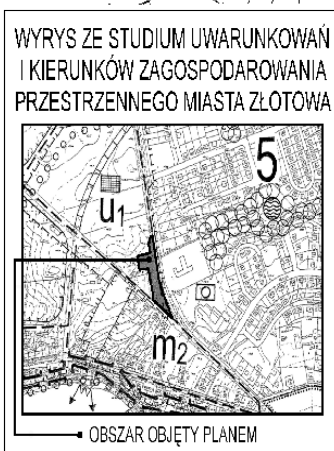 WYRYS ZE STUDIUM UWARUNKOWAŃ
I KIERUNKÓW ZAGOSPODAROWANIA
PRZESTRZENNEGO MIASTA ZŁOTOWA
5
u1
m2
OBSZAR OBJĘTY PLANEM